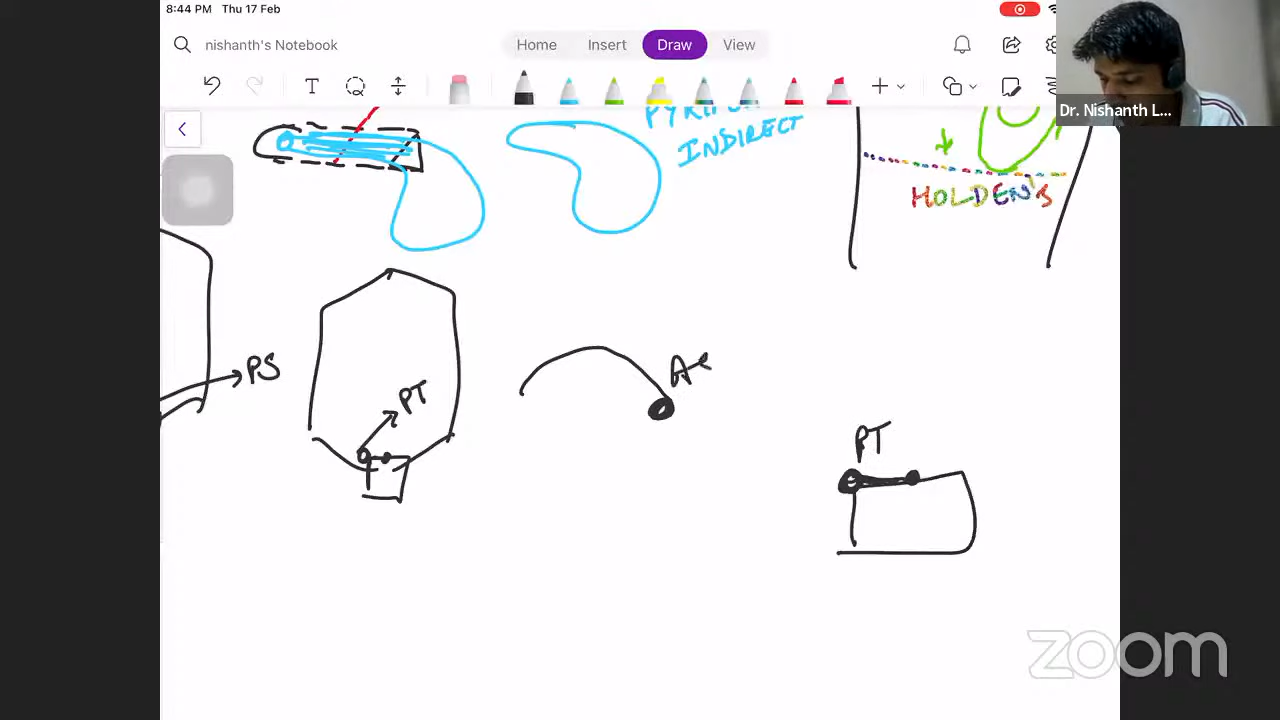 8:44 PM Thu 17 Feb
nishanth's Notebook
Home Insert Draw View
Dr. Nishanth L...
INDIRECT
HOLDEN'S
PS
PT
PT
zoom